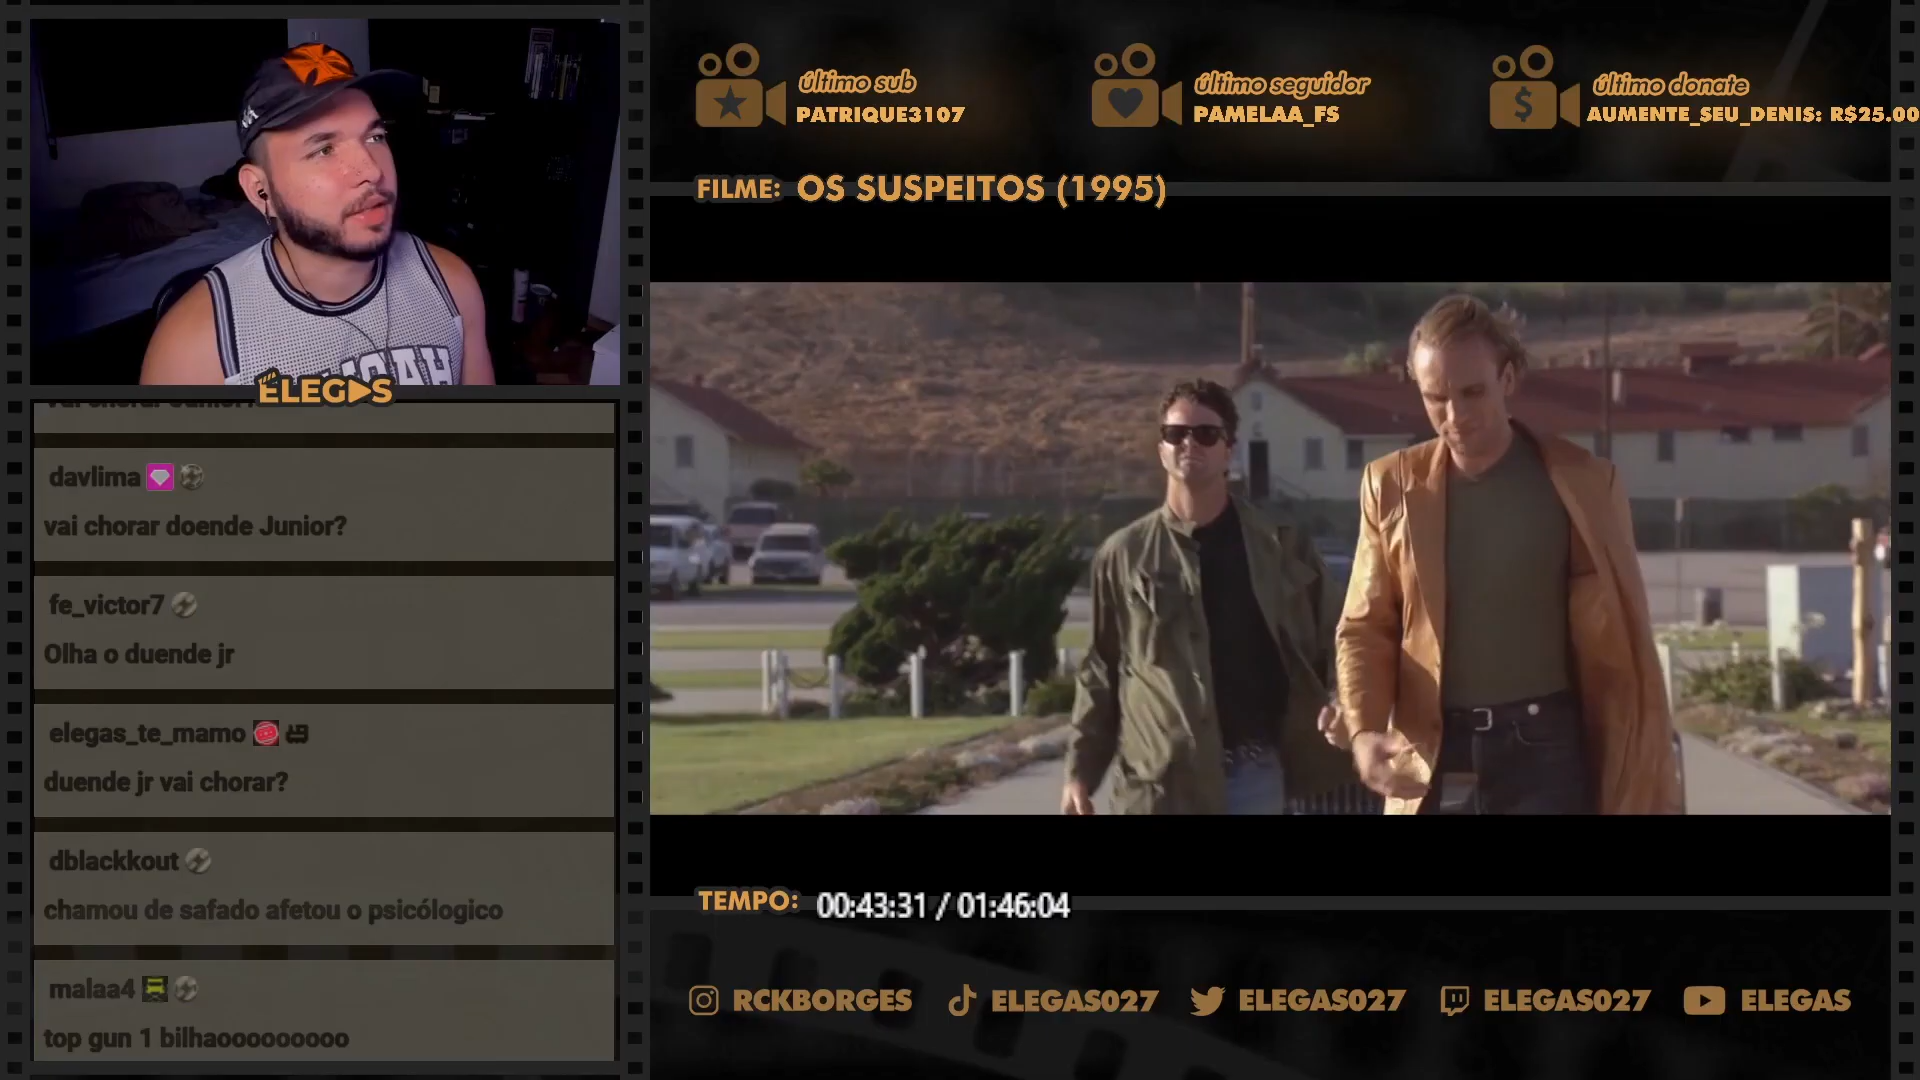 último sub
PATRIQUE3107
último seguidor
PAMELAA_FS
último donate
AUMENTE_SEU_DENIS: R$25.00
FILME: OS SUSPEITOS (1995)
ELEGAS
davlima
vai chorar doende Junior?
fe_victor7
Olha o duende jr
elegas_te_mamo
duende jr vai chorar?
dblackkout
chamou de safado afetou o psicólogico
malaa4
top gun 1 bilhaoooooooooo
TEMPO: 00:43:31 / 01:46:04
RCKBORGES
ELEGAS027
ELEGAS027
ELEGAS027
ELEGAS